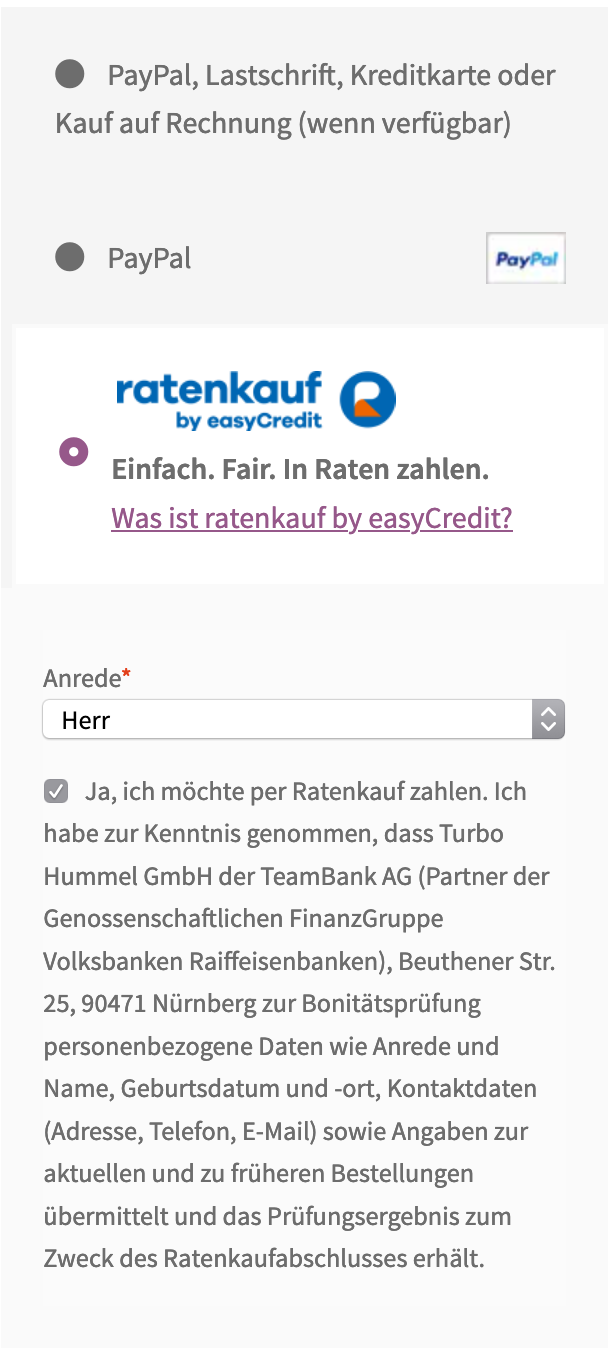 PayPal, Lastschrift, Kreditkarte oder
Kauf auf Rechnung (wenn verfügbar)
PayPal
PayPal
ratenkauf
by easyCredit
Einfach. Fair. In Raten zahlen.
Was ist ratenkauf by easyCredit?
Anrede*
Herr
Ja, ich möchte per Ratenkauf zahlen. Ich
habe zur Kenntnis genommen, dass Turbo
Hummel GmbH der TeamBank AG (Partner der
Genossenschaftlichen FinanzGruppe
Volksbanken Raiffeisenbanken), Beuthener Str.
25, 90471 Nürnberg zur Bonitätsprüfung
personenbezogene Daten wie Anrede und
Name, Geburtsdatum und -ort, Kontaktdaten
(Adresse, Telefon, E-Mail) sowie Angaben zur
aktuellen und zu früheren Bestellungen
übermittelt und das Prüfungsergebnis zum
Zweck des Ratenkaufabschlusses erhält.